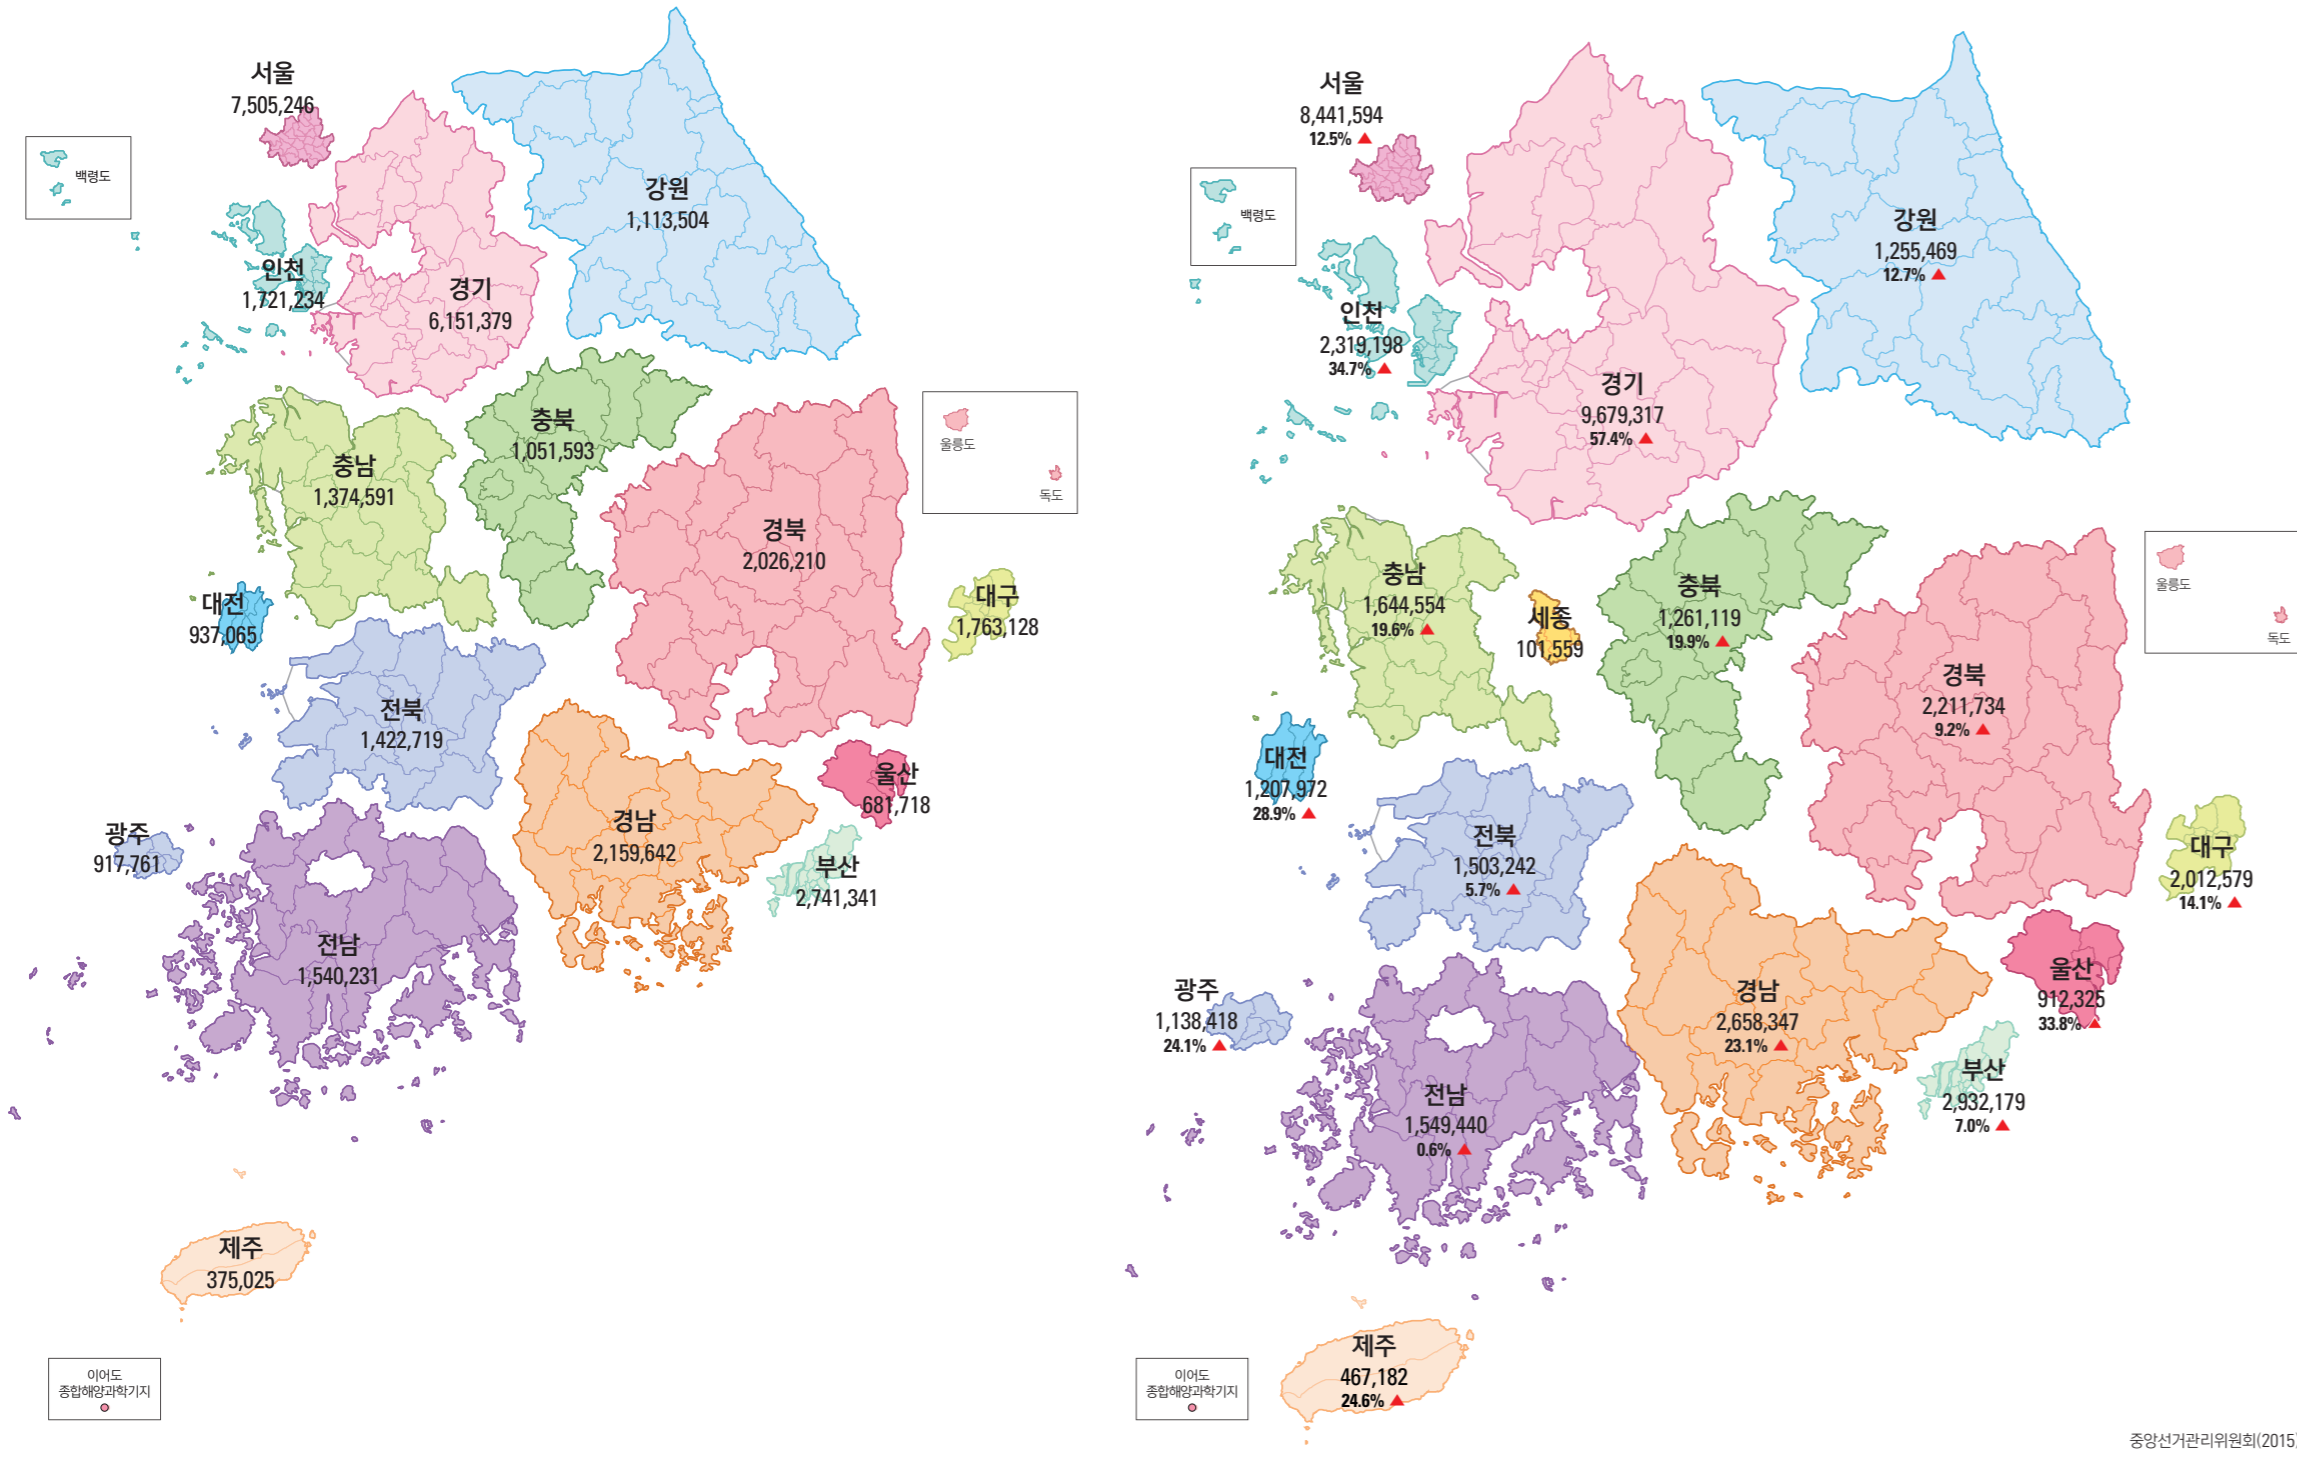 서울
7,505,246
백령도
강원
1,113,504
인천
1,721,234
경기
6,151,379
충북
1,051,593
충남
1,374,591
울릉도
독도
경북
2,026,210
대전
937,065
대구
1,763,128
전북
1,422,719
울산
681,718
경남
2,159,642
광주
917,761
부산
2,741,341
전남
1,540,231
제주
375,025
이어도
종합해양과학기지
서울
8,441,594
12.5% ▲
백령도
강원
1,255,469
12.7% ▲
인천
2,319,198
34.7% ▲
경기
9,679,317
57.4% ▲
충남
1,644,554
19.6% ▲
세종
101,559
충북
1,261,119
19.9% ▲
울릉도
독도
경북
2,211,734
9.2% ▲
대전
1,207,972
28.9% ▲
전북
1,503,242
5.7% ▲
대구
2,012,579
14.1% ▲
울산
912,325
33.8% ▲
광주
1,138,418
24.1% ▲
경남
2,658,347
23.1% ▲
부산
2,932,179
7.0% ▲
전남
1,549,440
0.6% ▲
제주
467,182
24.6% ▲
이어도
종합해양과학기지
중앙선거관리위원회(2015)